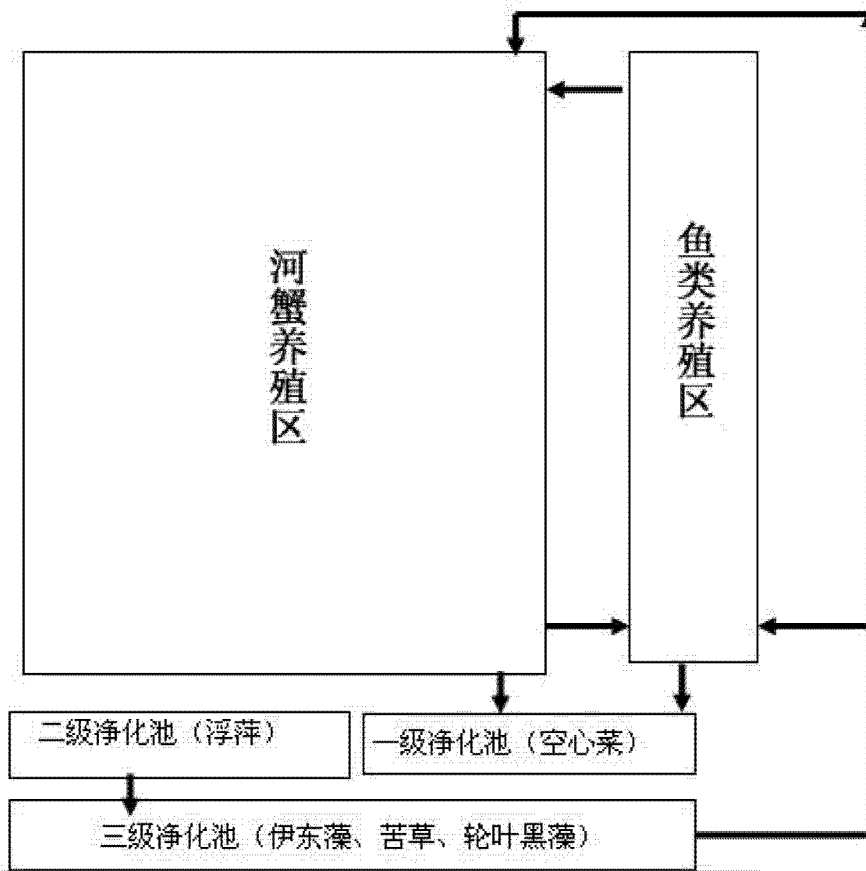 河蟹养殖区
鱼类养殖区
二级净化池（浮萍）
一级净化池（空心菜）
三级净化池（伊东藻、苦草、轮叶黑藻）